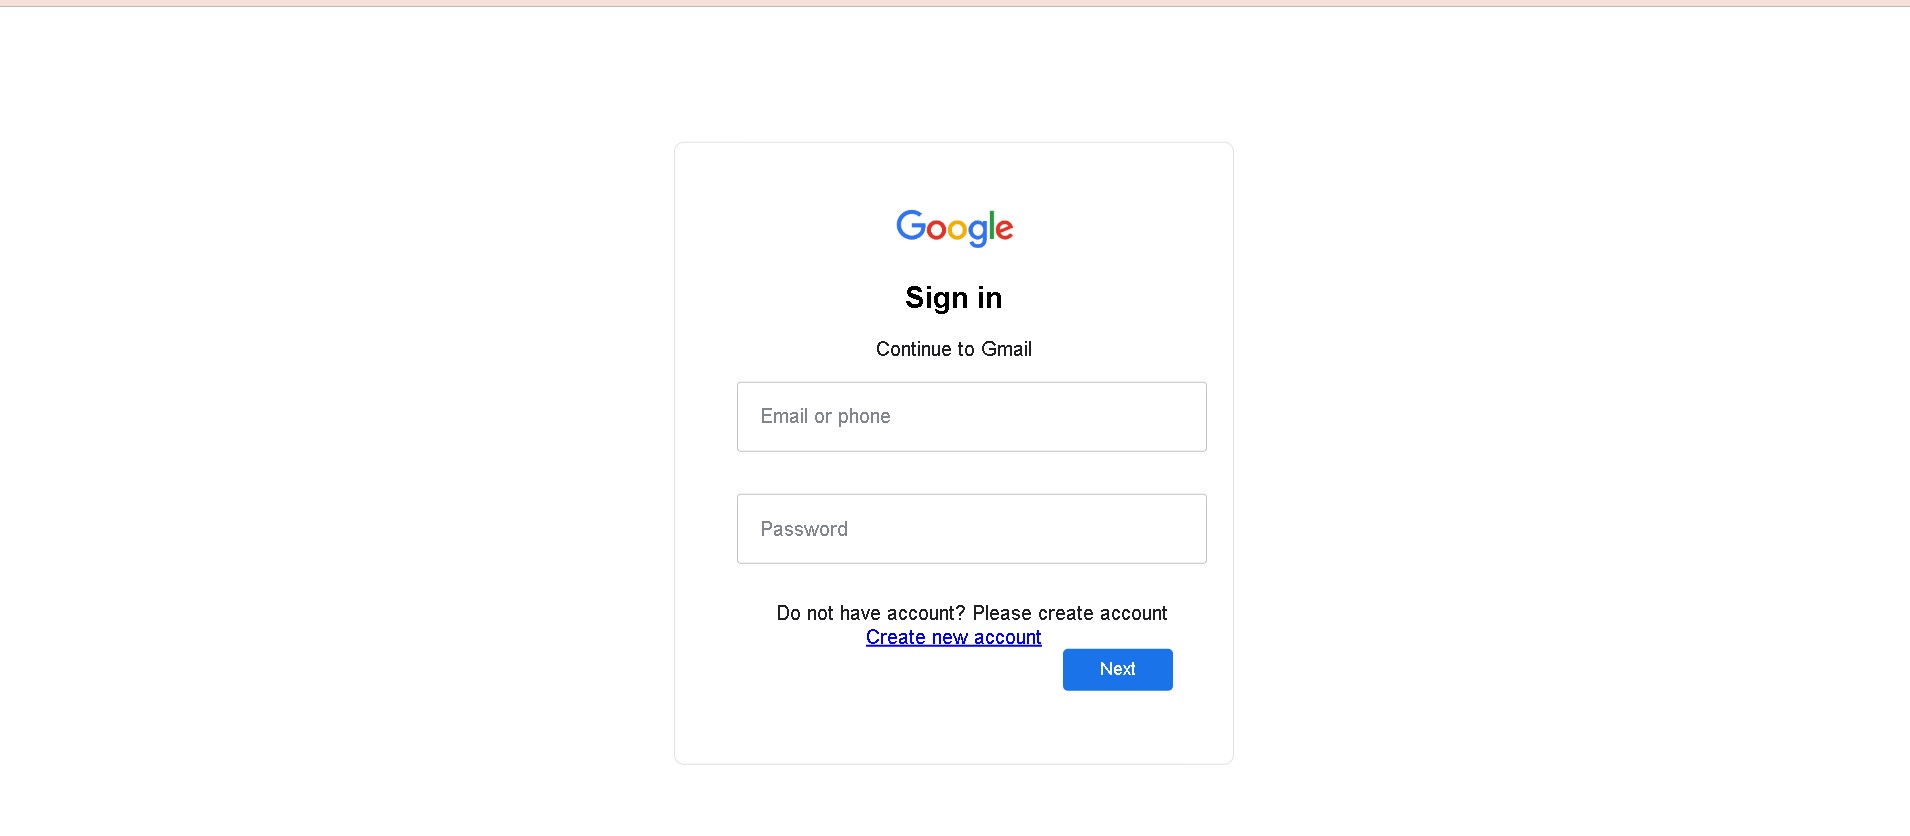 Google
Sign in
Continue to Gmail
Email or phone
Password
Do not have account? Please create account
Create new account
Next